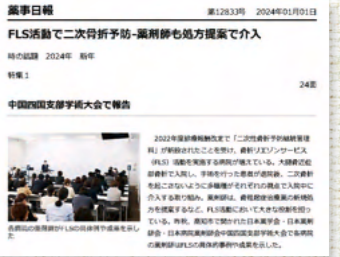 薬事日報
第12833号 2024年01月01日
FLS活動で二次骨折予防-薬剤師も処方提案で介入
時の話題 2024年 新年
特集1
24面
中国四国支部学術大会で報告
2022年度診療報酬改定で「二次性骨折予防継続管理
料」が新設されたことを受け、骨折リエゾンサービス
(FLS)活動を実施する病院が増えている。大腿骨近位
部骨折で入院し、手術を行った患者が退院後、二次骨折
を起こさないように多職種がそれぞれの視点で入院中に
介入する取り組み。薬剤師は、骨粗鬆症治療薬の新規処
方を提案するなど、FLS活動において大きな役割を担っ
ている。昨秋、高知市で開かれた日本薬学会・日本薬剤
師会・日本病院薬剤師会中国四国支部学術大会で各病院
の薬剤師はFLSの具体的事例や成果を示した。
各病院の薬剤師がFLSの具体例や成果を示し
た